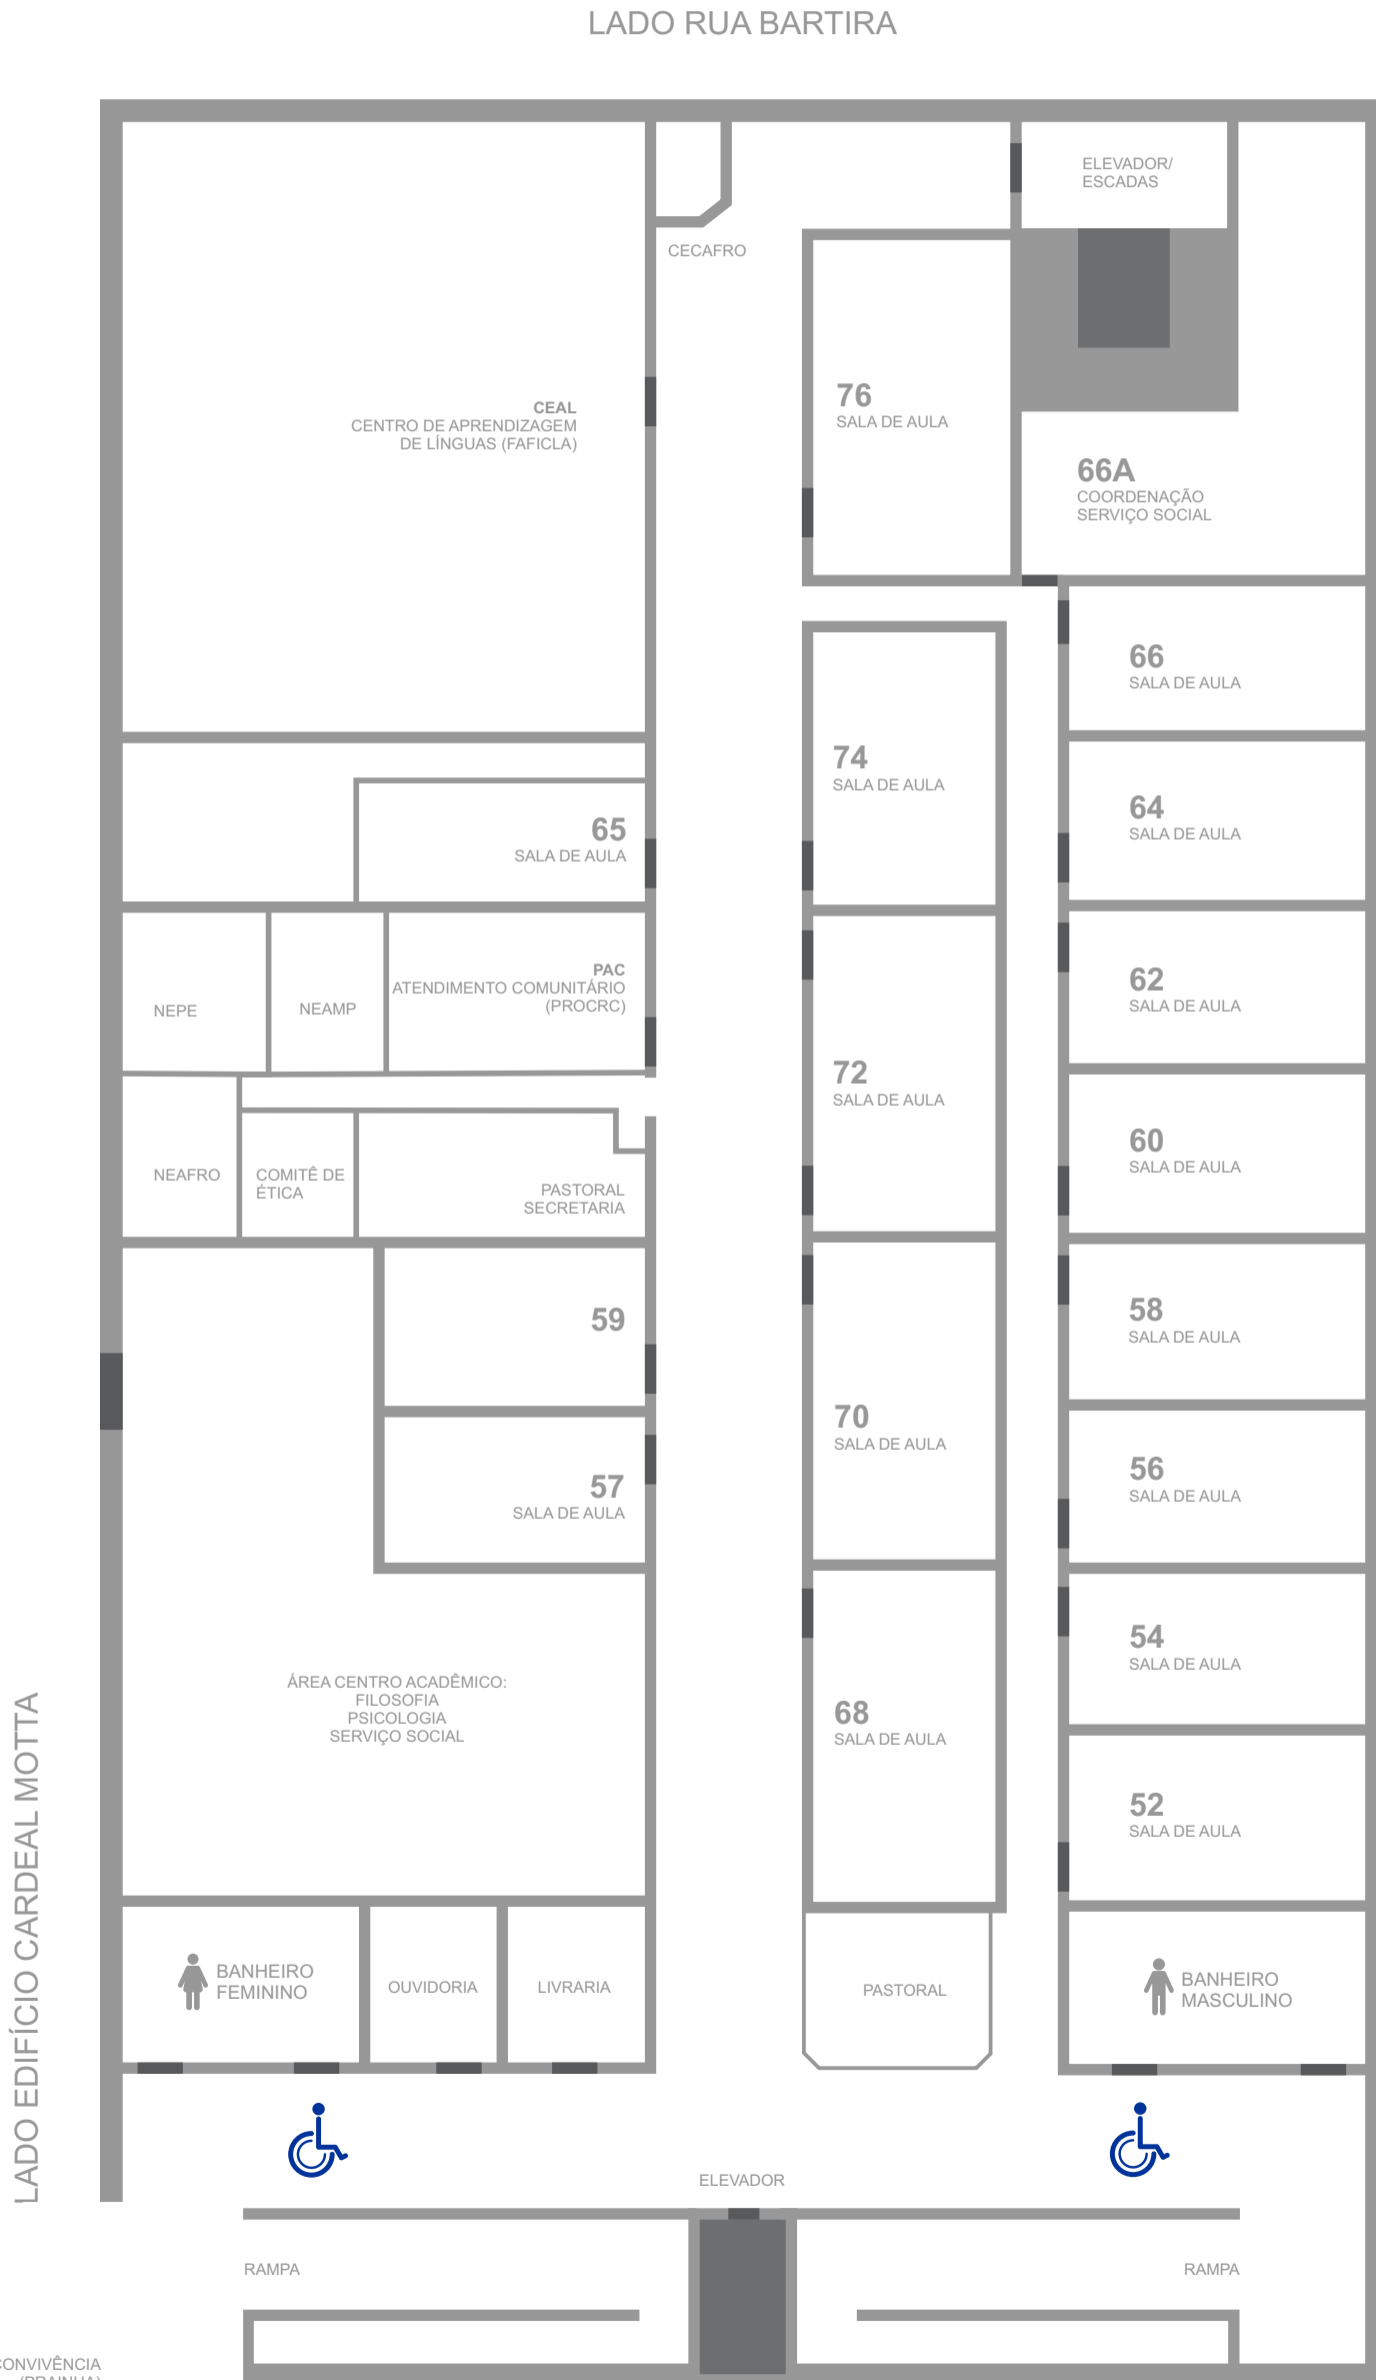 LADO RUA BARTIRA
ELEVADOR/
ESCADAS
CECAFRO
CEAL
CENTRO DE APRENDIZAGEM
DE LÍNGUAS (FAFICLA)
76
SALA DE AULA
66A
COORDENAÇÃO
SERVIÇO SOCIAL
66
SALA DE AULA
74
SALA DE AULA
64
SALA DE AULA
65
SALA DE AULA
NEPE
NEAMP
PAC
ATENDIMENTO COMUNITÁRIO
(PROCRC)
62
SALA DE AULA
72
SALA DE AULA
60
SALA DE AULA
NEAFRO
COMITÊ DE
ÉTICA
PASTORAL
SECRETARIA
59
58
SALA DE AULA
70
SALA DE AULA
57
SALA DE AULA
56
SALA DE AULA
54
SALA DE AULA
ÁREA CENTRO ACADÊMICO:
FILOSOFIA
PSICOLOGIA
SERVIÇO SOCIAL
68
SALA DE AULA
52
SALA DE AULA
LADO EDIFÍCIO CARDEAL MOTTA
BANHEIRO
FEMININO
OUVIDORIA
LIVRARIA
PASTORAL
BANHEIRO
MASCULINO
ELEVADOR
RAMPA
RAMPA
CONVIVÊNCIA
(PRAINHA)